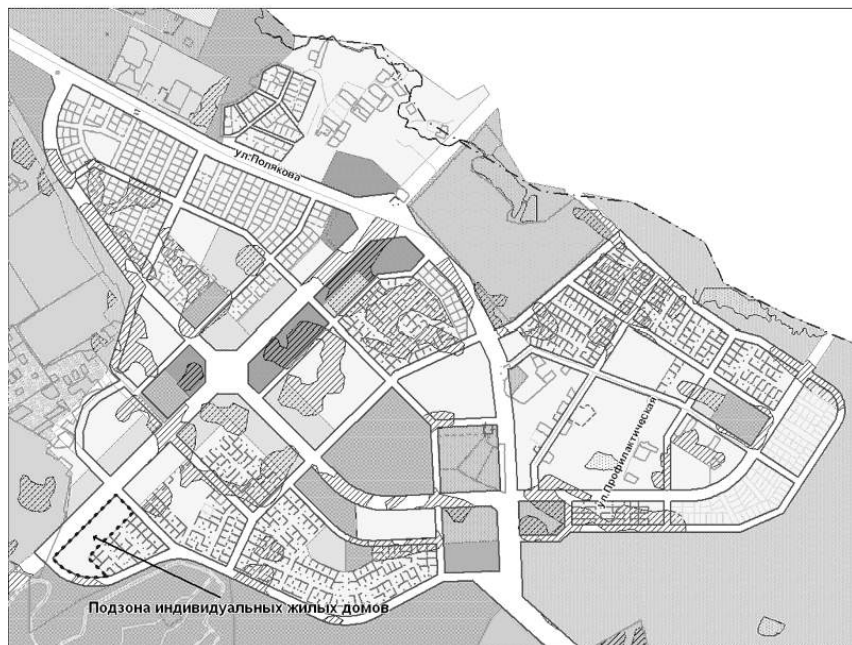 ул.Полякова
ул.Профилактическая
Подзона индивидуальных жилых домов